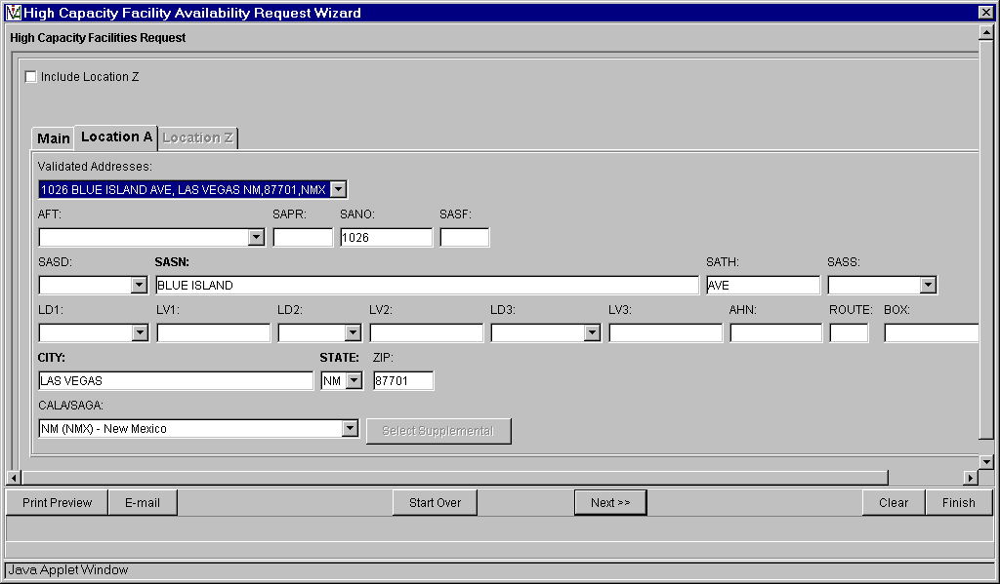 High Capacity Facility Availability Request Wizard
High Capacity Facilities Request
Include Location Z
Main Location A Location Z
Validated Addresses:
1026 BLUE ISLAND AVE, LAS VEGAS NM,87701,NMX
AFT: SAPR: SANO: SASF:
1026
SASD: SASN: SATH: SASS:
BLUE ISLAND AVE
LD1: LV1: LD2: LV2: LD3: LV3: AHN: ROUTE: BOX:
CITY: STATE: ZIP:
LAS VEGAS NM 87701
CALA/SAGA:
NM (NMX) - New Mexico Select Supplemental
Print Preview E-mail Start Over Next >> Clear Finish
Java Applet Window